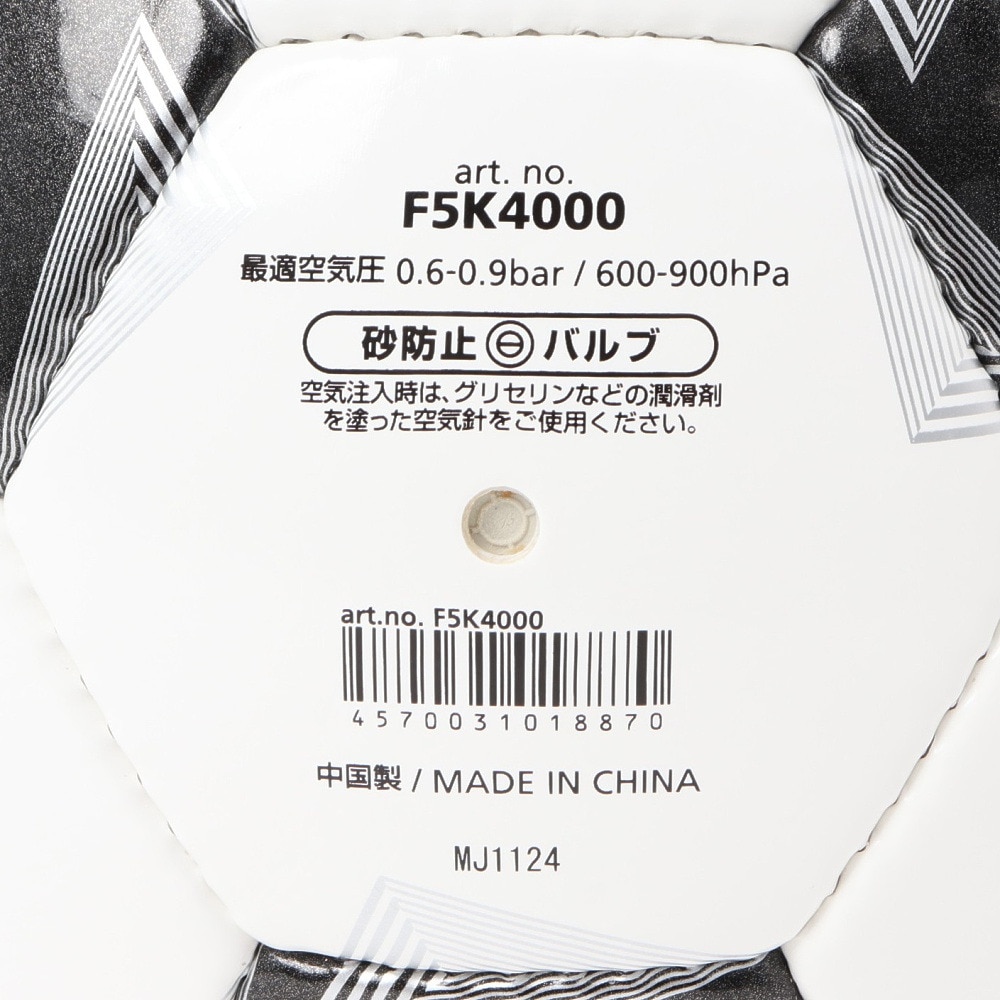 art. no.
F5K4000
最適空気圧 0.6-0.9bar / 600-900hPa
砂防止 バルブ
空気注入時は、グリセリンなどの潤滑剤
を塗った空気針をご使用ください。
art.no. F5K4000
4570031018870
中国製 / MADE IN CHINA
MJ1124